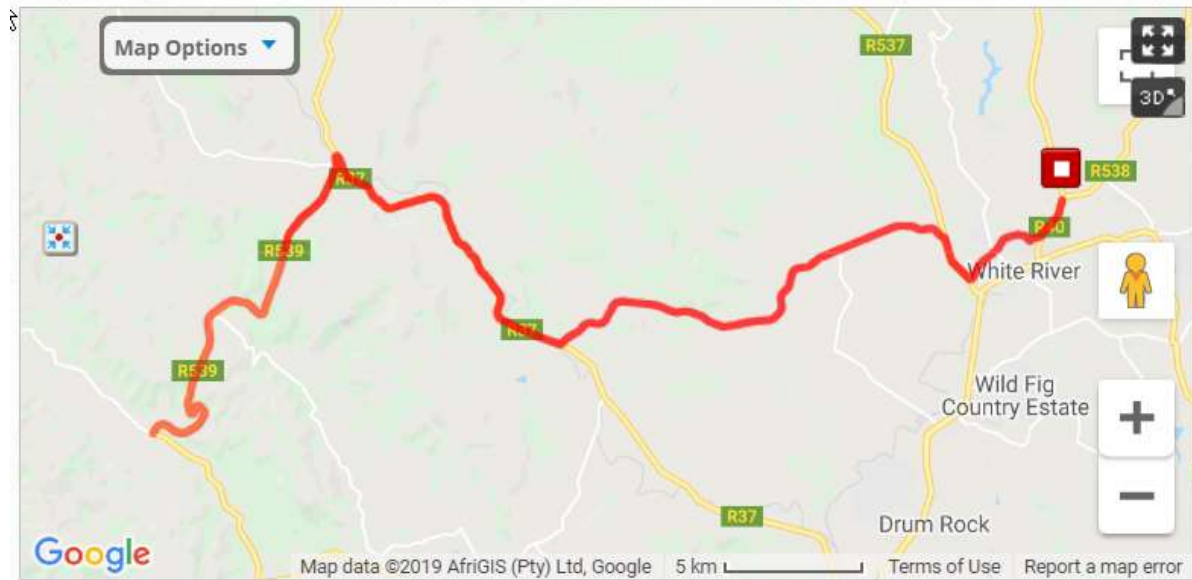 Map Options
R537
3D
R538
R37
R40
R539
White River
R539
R37
Wild Fig
Country Estate
R37
Drum Rock
Google
Map data ©2019 AfriGIS (Pty) Ltd, Google
5 km
Terms of Use
Report a map error